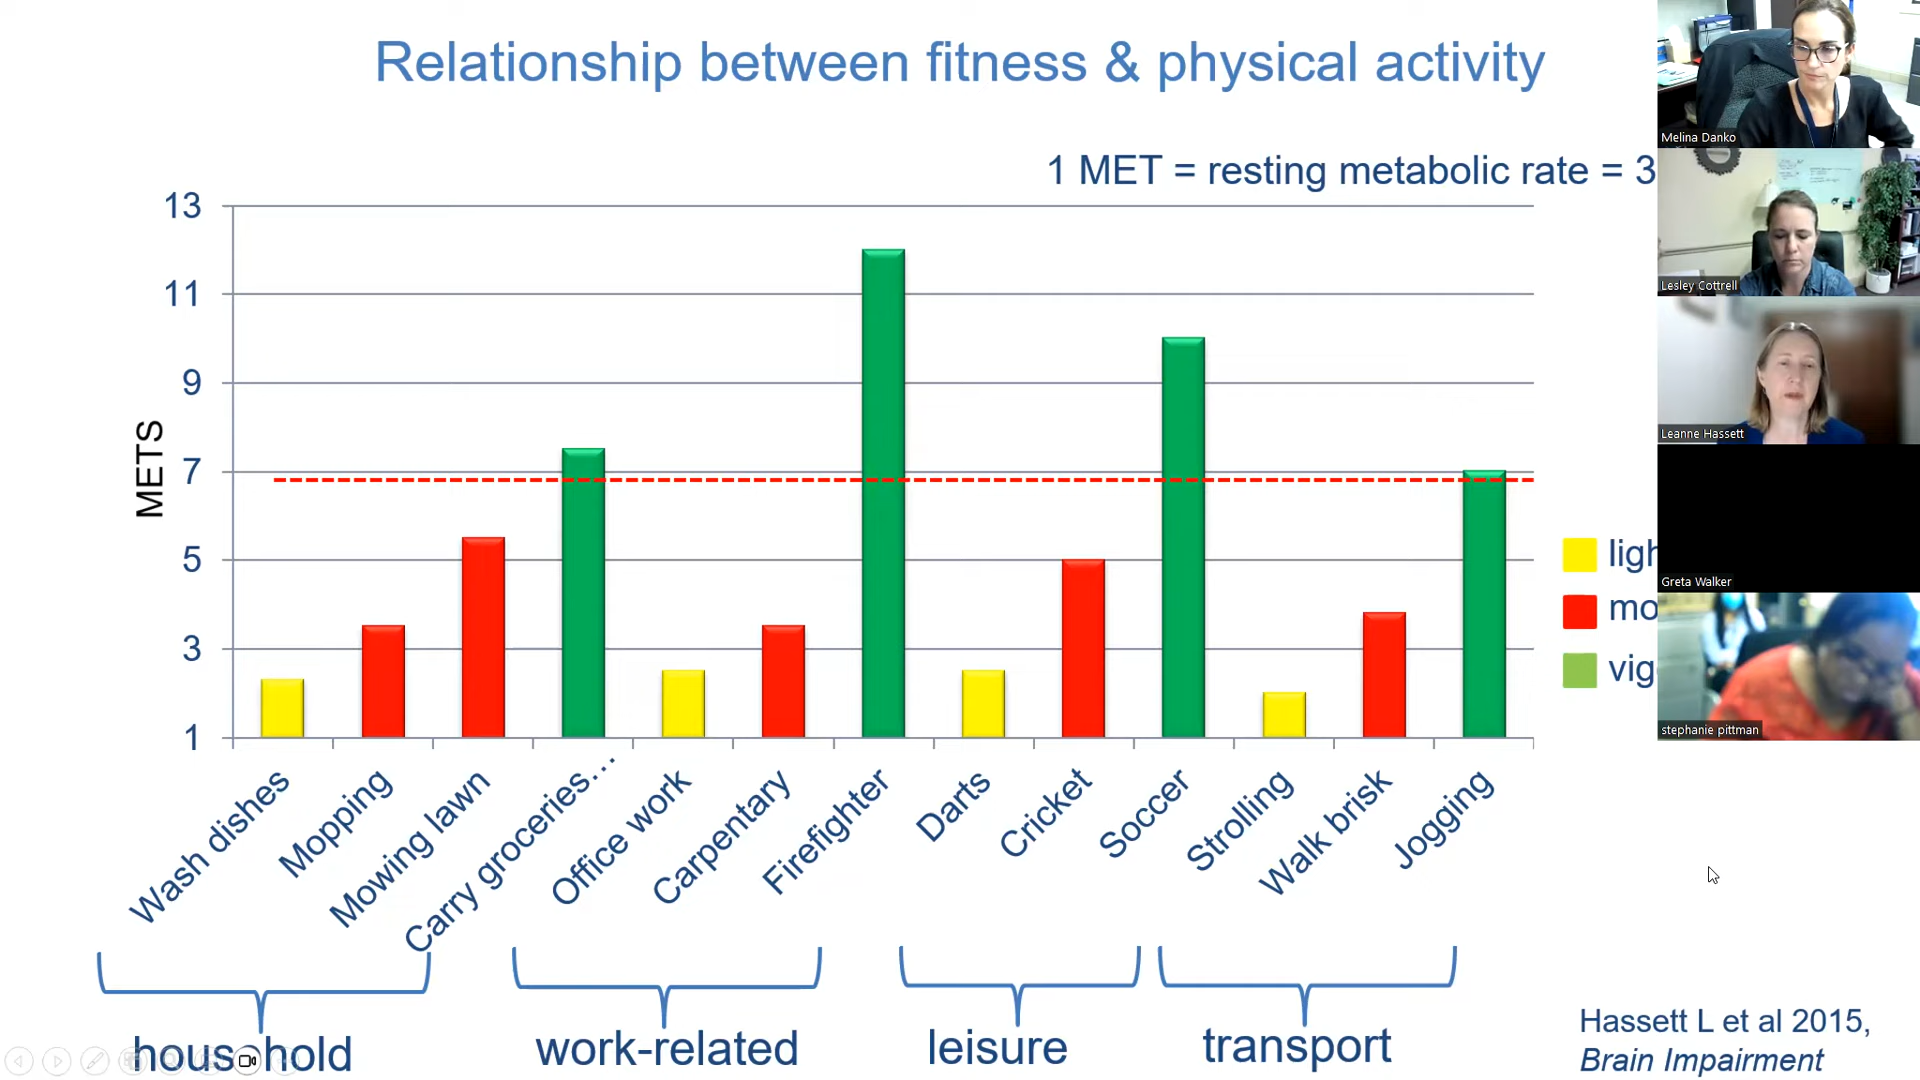 Relationship between fitness & physical activity
1 MET = resting metabolic rate = 3
METS
13
11
9
7
5
3
1
Wash dishes
Mopping
Mowing lawn
Carry groceries...
Office work
Carpentary
Firefighter
Darts
Cricket
Soccer
Strolling
Walk brisk
Jogging
household
work-related
leisure
transport
ligh
mo
vig
Hassett L et al 2015,
Brain Impairment
Melina Danko
Lesley Cottrell
Leanne Hassett
Greta Walker
stephanie pittman